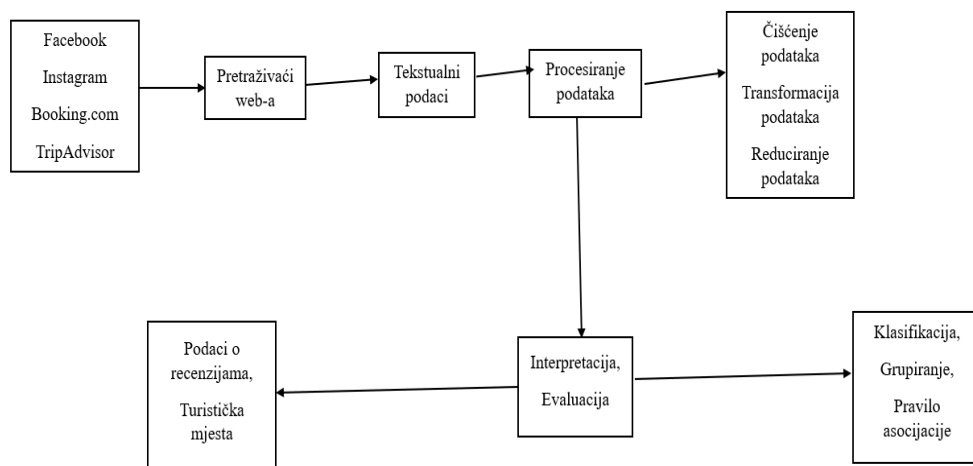 Facebook
Instagram
Booking.com
TripAdvisor
Pretraživaći
web-a
Tekstualni
podaci
Procesiranje
podataka
Čišćenje
podataka
Transformacija
podataka
Reduciranje
podataka
Podaci o
recenzijama,
Turistička
mjesta
Interpretacija,
Evaluacija
Klasifikacija,
Grupiranje,
Pravilo
asocijacije